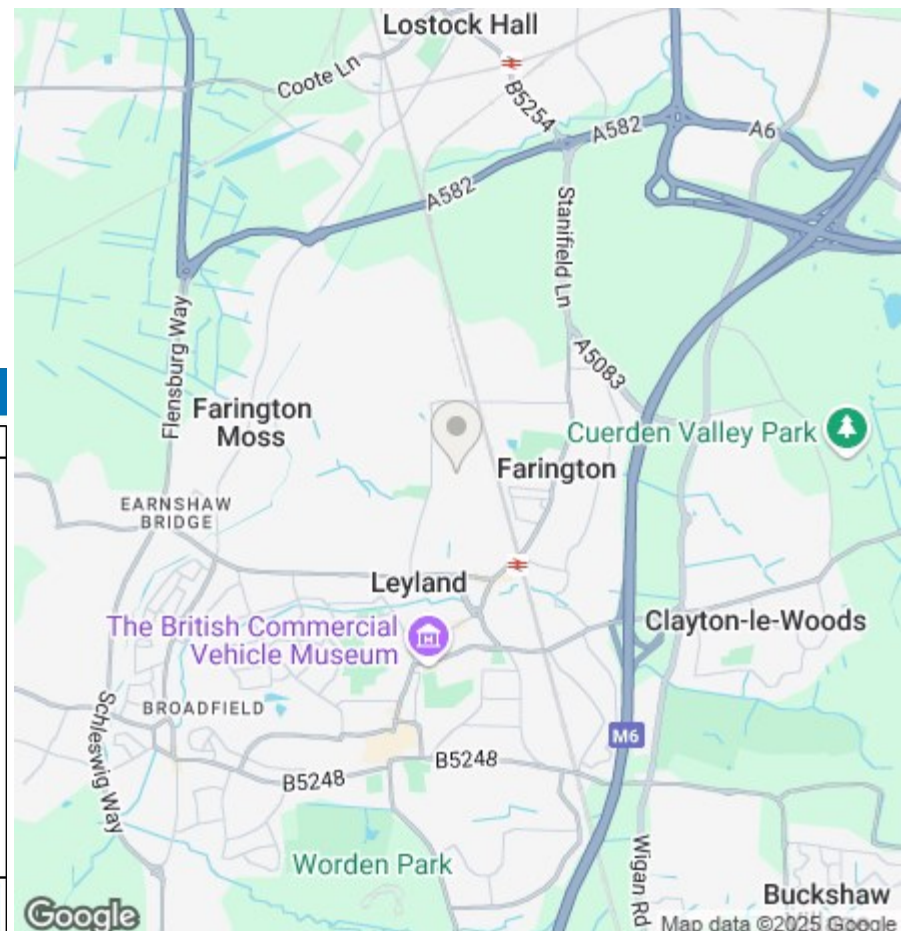 Lostock Hall
Coote Ln
B5254
A582
A6
A582
Stanifield Ln
Flensburg Way
A5083
Farington
Moss
Cuerden Valley Park
Farington
EARNSHAW
BRIDGE
Leyland
The British Commercial
Vehicle Museum
Clayton-le-Woods
Schleswig Way
BROADFIELD
M6
B5248
B5248
Worden Park
Wigan Rd
Buckshaw
Google
Map data ©2025 Google